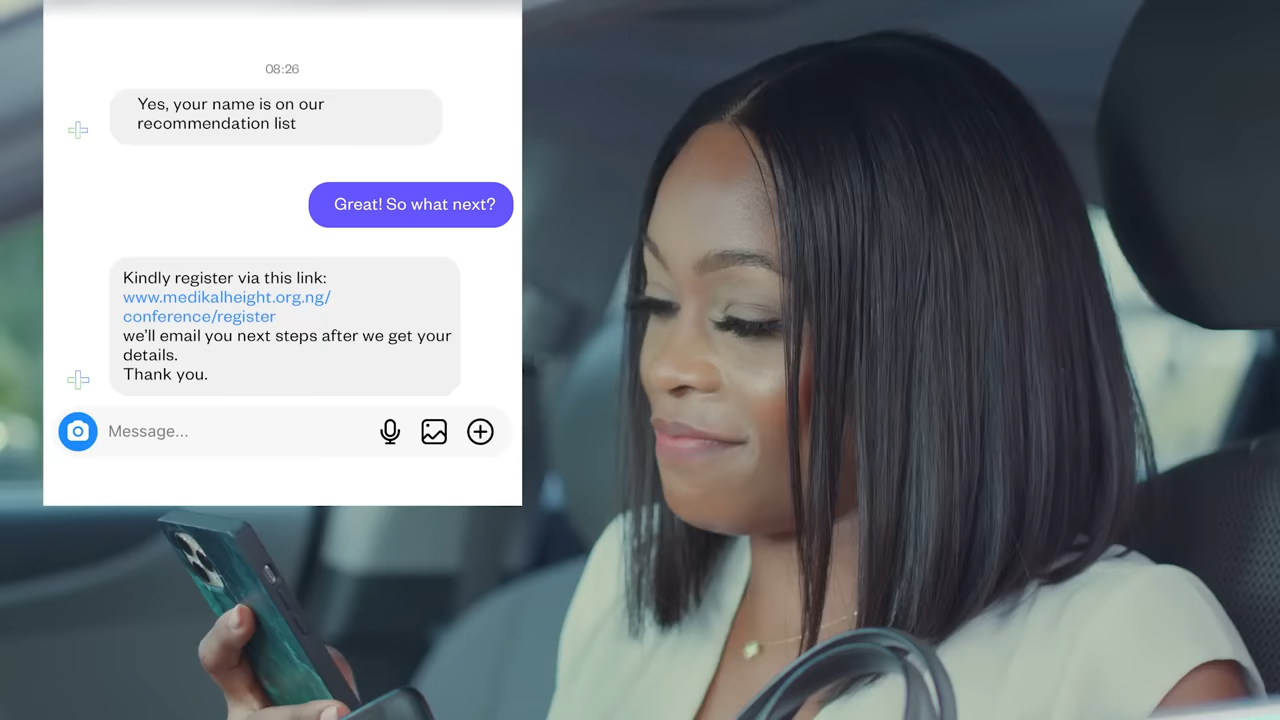 08:26
Yes, your name is on our
recommendation list
Great! So what next?
Kindly register via this link:
www.medikalheight.org.ng/
conference/register
we'll email you next steps after we get your
details.
Thank you.
Message...